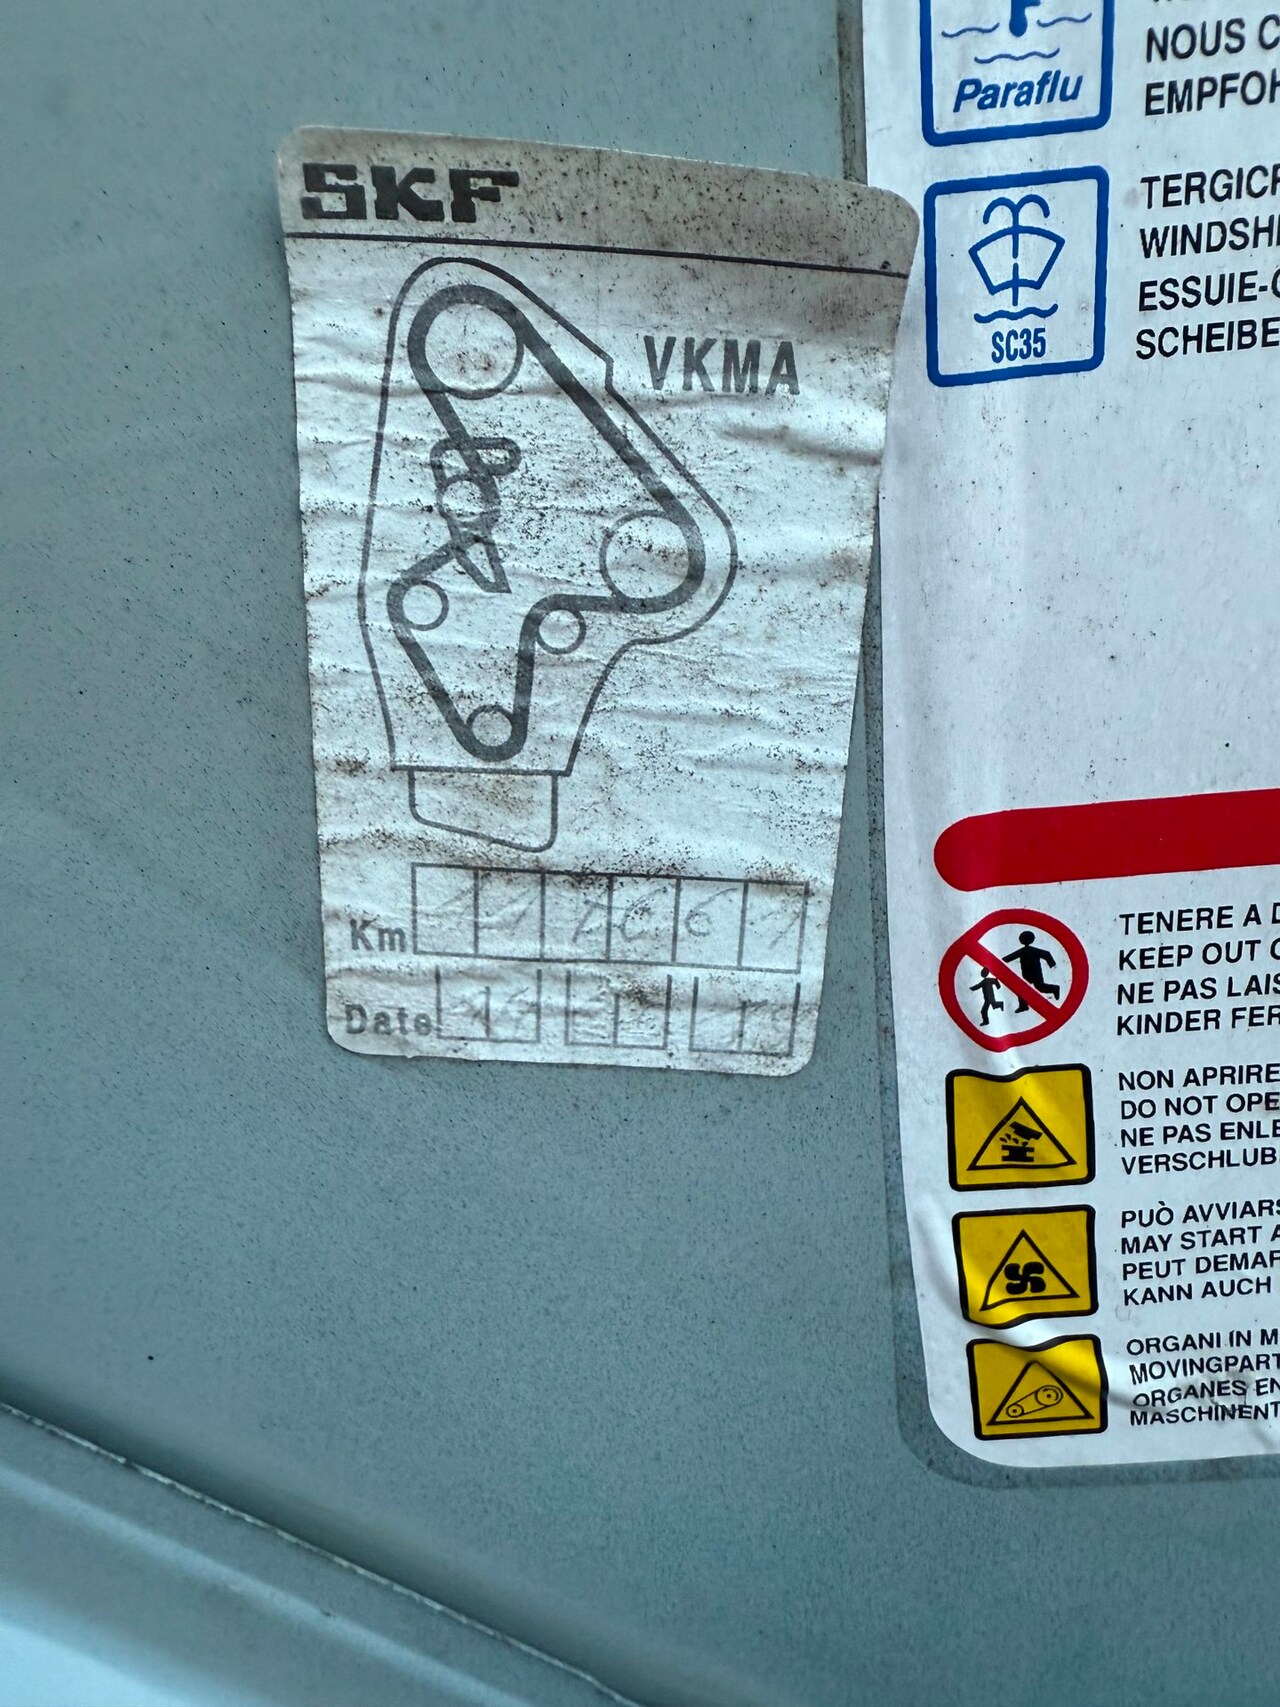 SKF
VKMA
Km
Date
Paraflu
NOUS C
EMPFOH
SC35
TERGICR
WINDSHI
ESSUIE-G
SCHEIBE
TENERE A D
KEEP OUT O
NE PAS LAIS
KINDER FER
NON APRIRE
DO NOT OPE
NE PAS ENLE
VERSCHLUB
PUÒ AVVIARS
MAY START A
PEUT DEMAR
KANN AUCH
ORGANI IN M
MOVINGPART
ORGANES EN
MASCHINENT